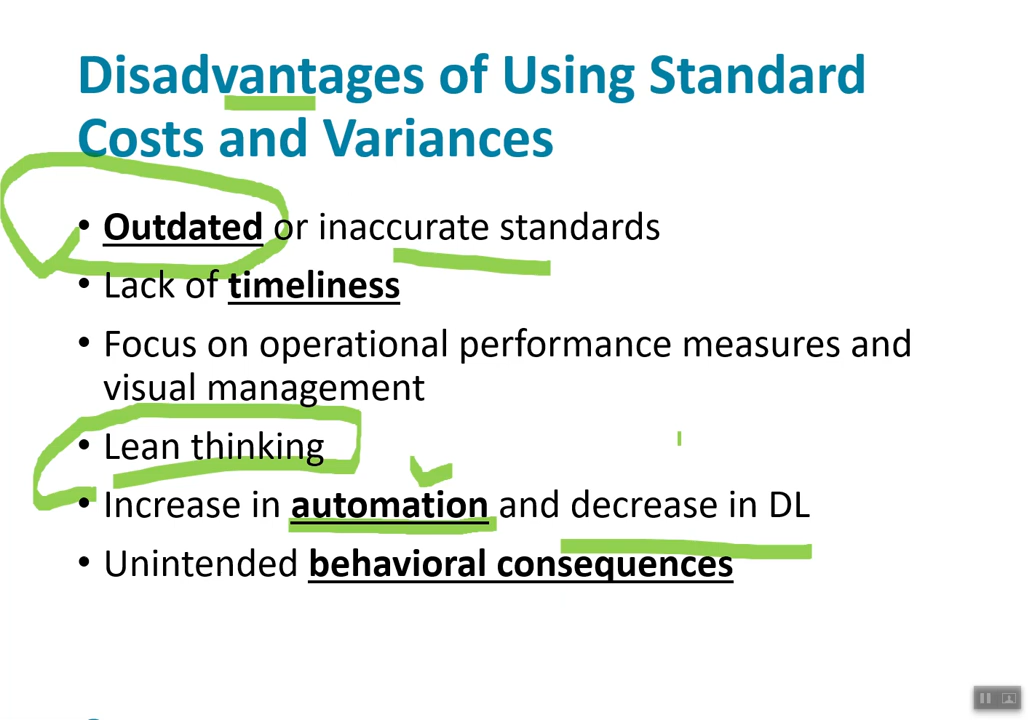 Disadvantages of Using Standard
Costs and Variances
• Outdated or inaccurate standards
• Lack of timeliness
• Focus on operational performance measures and
visual management
• Lean thinking
• Increase in automation and decrease in DL
• Unintended behavioral consequences